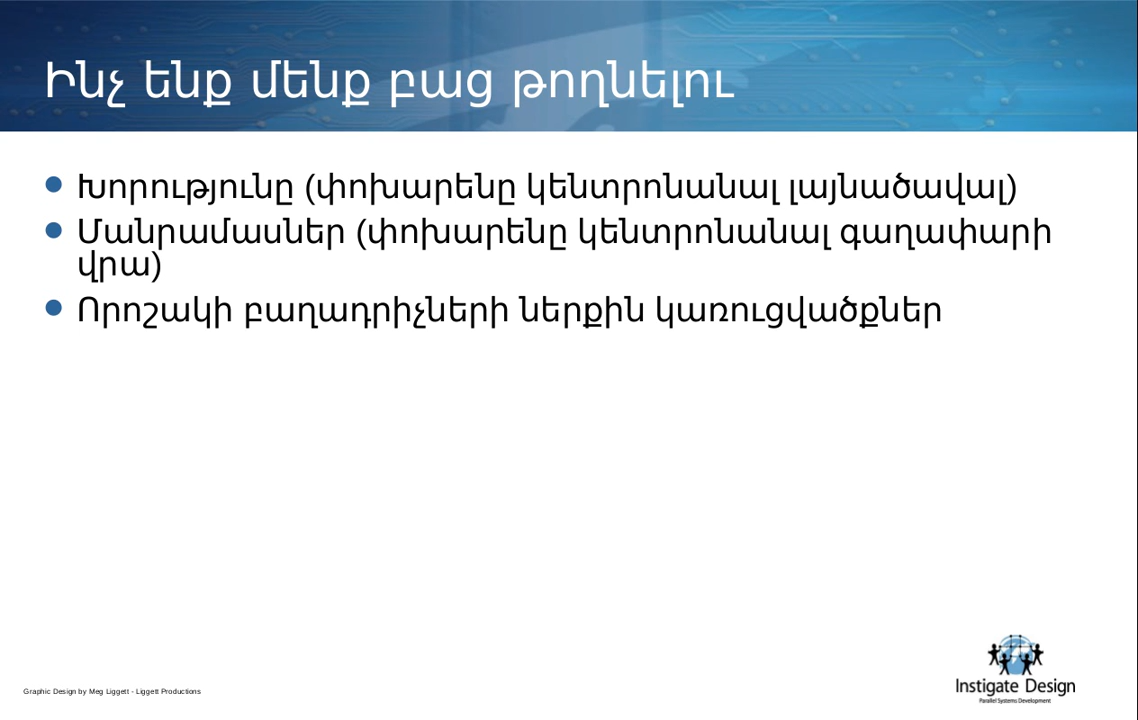 Ինչ ենք մենք բաց թողնելու
Խորությունը (փոխարենը կենտրոնանալ լայնածավալ)
Մանրամասներ (փոխարենը կենտրոնանալ գաղափարի
վրա)
Որոշակի բաղադրիչների ներքին կառուցվածքներ
Instigate Design
Parallel Systems Development
Graphic Design by Meg Liggett - Liggett Productions